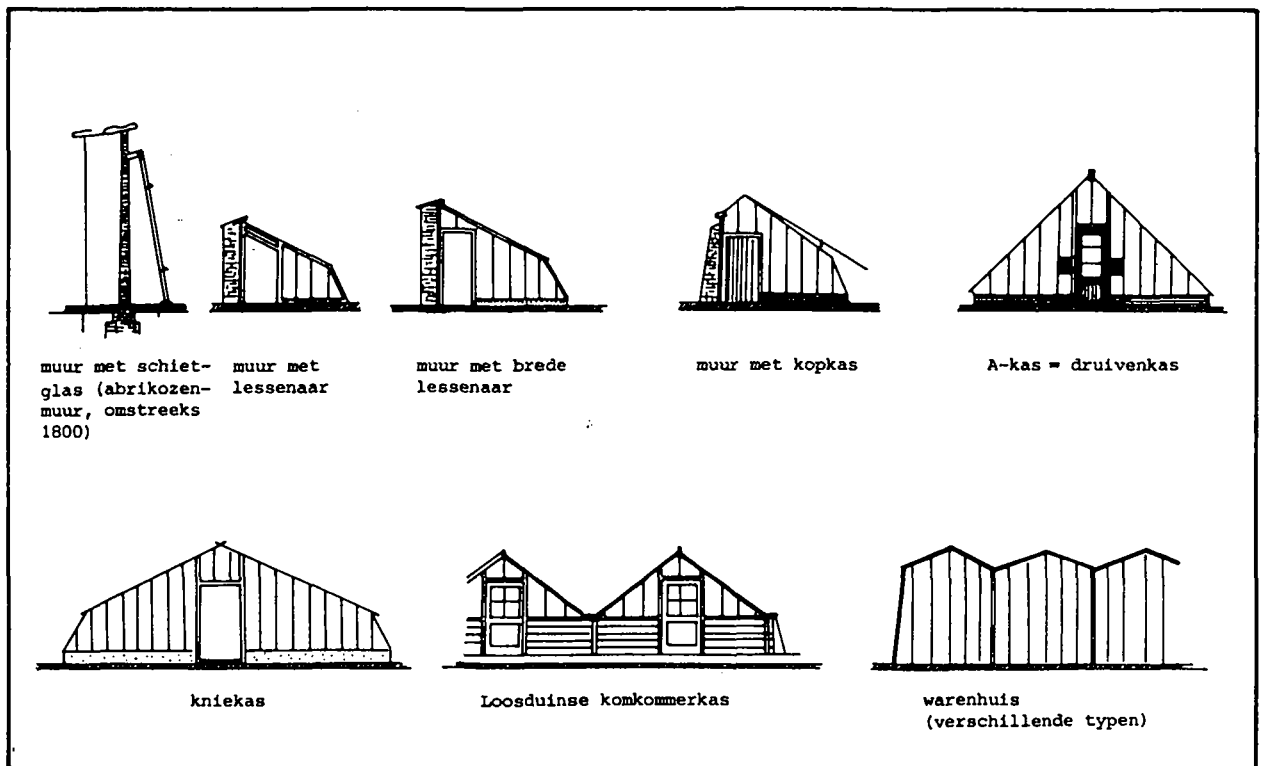 muur met schiet-
glas (abrikozen-
muur, omstreeks
1800)
muur met
lessenaar
muur met brede
lessenaar
muur met kopkas
A-kas = druivenkas
kniekas
Loosduinse komkommerkas
warenhuis
(verschillende typen)